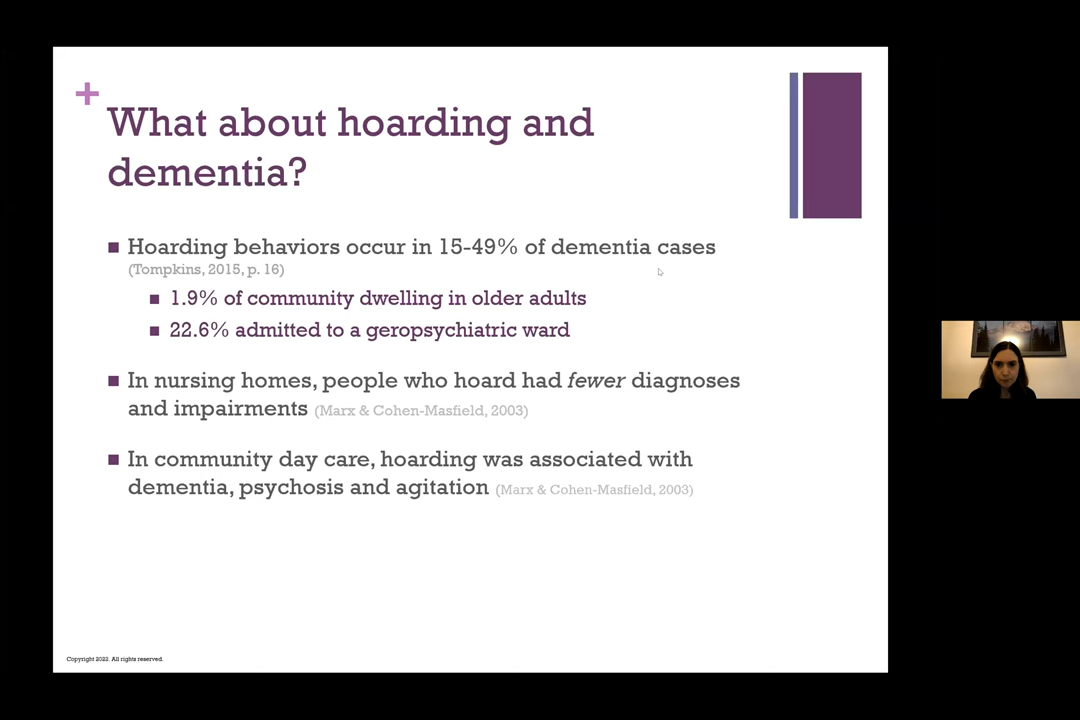 +
What about hoarding and
dementia?
Hoarding behaviors occur in 15-49% of dementia cases
(Tompkins, 2015, p. 16)
1.9% of community dwelling in older adults
22.6% admitted to a geropsychiatric ward
In nursing homes, people who hoard had fewer diagnoses
and impairments (Marx & Cohen-Masfield, 2003)
In community day care, hoarding was associated with
dementia, psychosis and agitation (Marx & Cohen-Masfield, 2003)
Copyright 2022. All rights reserved.